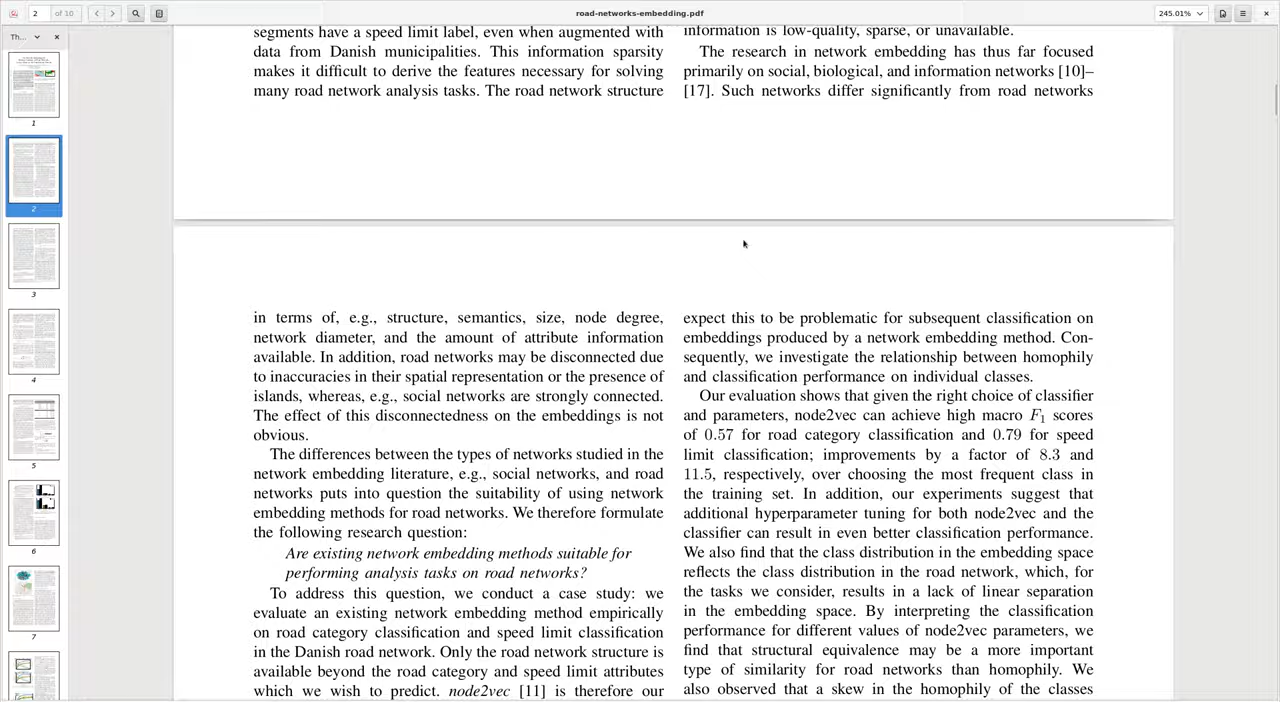 2 of 10
road-networks-embedding.pdf
245.01%
Th...
1
2
3
4
5
6
7
segments have a speed limit label, even when augmented with
data from Danish municipalities. This information sparsity
makes it difficult to derive the features necessary for solving
many road network analysis tasks. The road network structure
information is low-quality, sparse, or unavailable.
The research in network embedding has thus far focused
primarily on social, biological, and information networks [10]–
[17]. Such networks differ significantly from road networks
in terms of, e.g., structure, semantics, size, node degree,
network diameter, and the amount of attribute information
available. In addition, road networks may be disconnected due
to inaccuracies in their spatial representation or the presence of
islands, whereas, e.g., social networks are strongly connected.
The effect of this disconnectedness on the embeddings is not
obvious.
The differences between the types of networks studied in the
network embedding literature, e.g., social networks, and road
networks puts into question the suitability of using network
embedding methods for road networks. We therefore formulate
the following research question:
Are existing network embedding methods suitable for
performing analysis tasks on road networks?
To address this question, we conduct a case study: we
evaluate an existing network embedding method empirically
on road category classification and speed limit classification
in the Danish road network. Only the road network structure is
available beyond the road category and speed limit attributes
which we wish to predict. node2vec [11] is therefore our
expect this to be problematic for subsequent classification on
embeddings produced by a network embedding method. Con-
sequently, we investigate the relationship between homophily
and classification performance on individual classes.
Our evaluation shows that given the right choice of classifier
and parameters, node2vec can achieve high macro F1 scores
of 0.57 for road category classification and 0.79 for speed
limit classification; improvements by a factor of 8.3 and
11.5, respectively, over choosing the most frequent class in
the training set. In addition, our experiments suggest that
additional hyperparameter tuning for both node2vec and the
classifier can result in even better classification performance.
We also find that the class distribution in the embedding space
reflects the class distribution in the road network, which, for
the tasks we consider, results in a lack of linear separation
in the embedding space. By interpreting the classification
performance for different values of node2vec parameters, we
find that structural equivalence may be a more important
type of similarity for road networks than homophily. We
also observed that a skew in the homophily of the classes